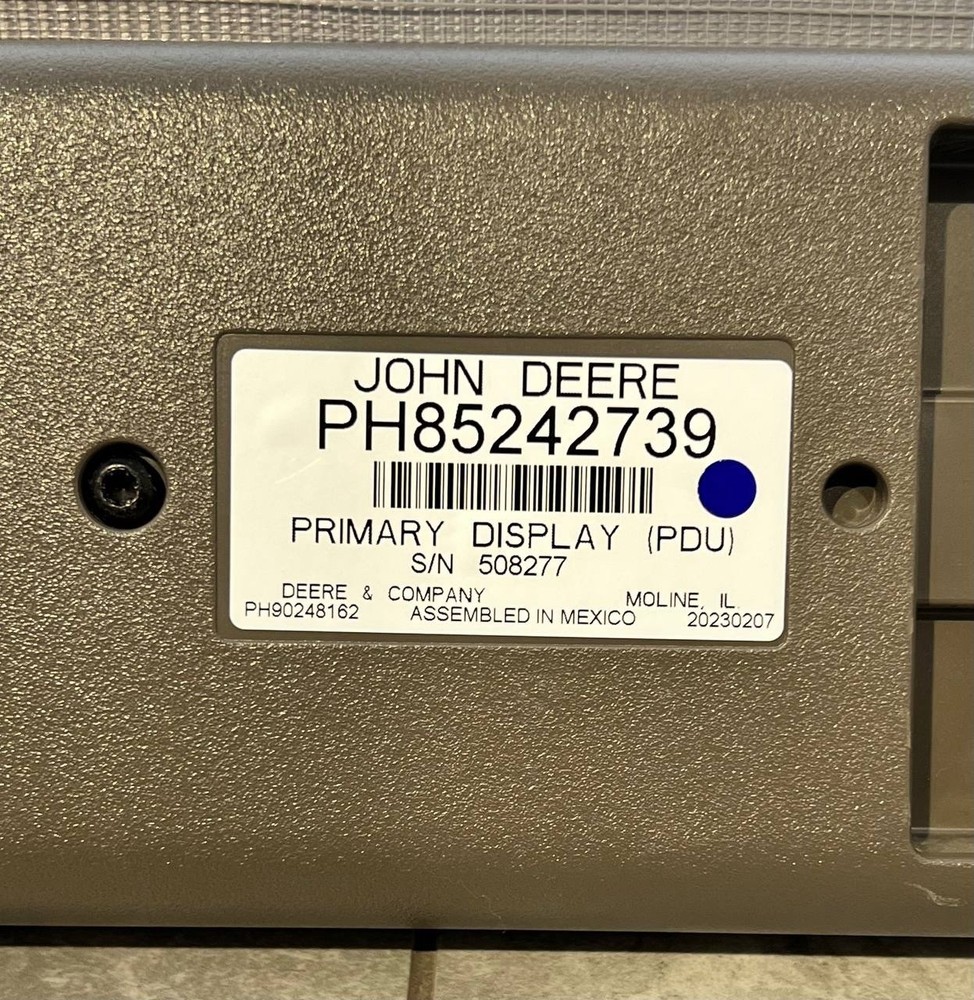 JOHN DEERE
PH85242739
PRIMARY DISPLAY (PDU)
S/N 508277
DEERE & COMPANY MOLINE, IL.
PH90248162 ASSEMBLED IN MEXICO 20230207